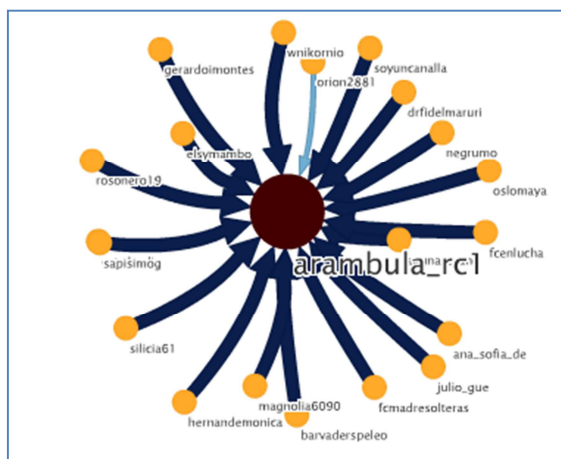 wnikornio
gerardoimontes
soyuncanalla
orion2881
drfidelmaruri
elsymambo
negrumo
rosonero19
oslomaya
sapisimog
fcenlucha
arambula_rc1
silicia61
ana_sofia_de
julio_gue
magnolia6090
fcmadresolteras
hernandemonica
barvaderspeleo